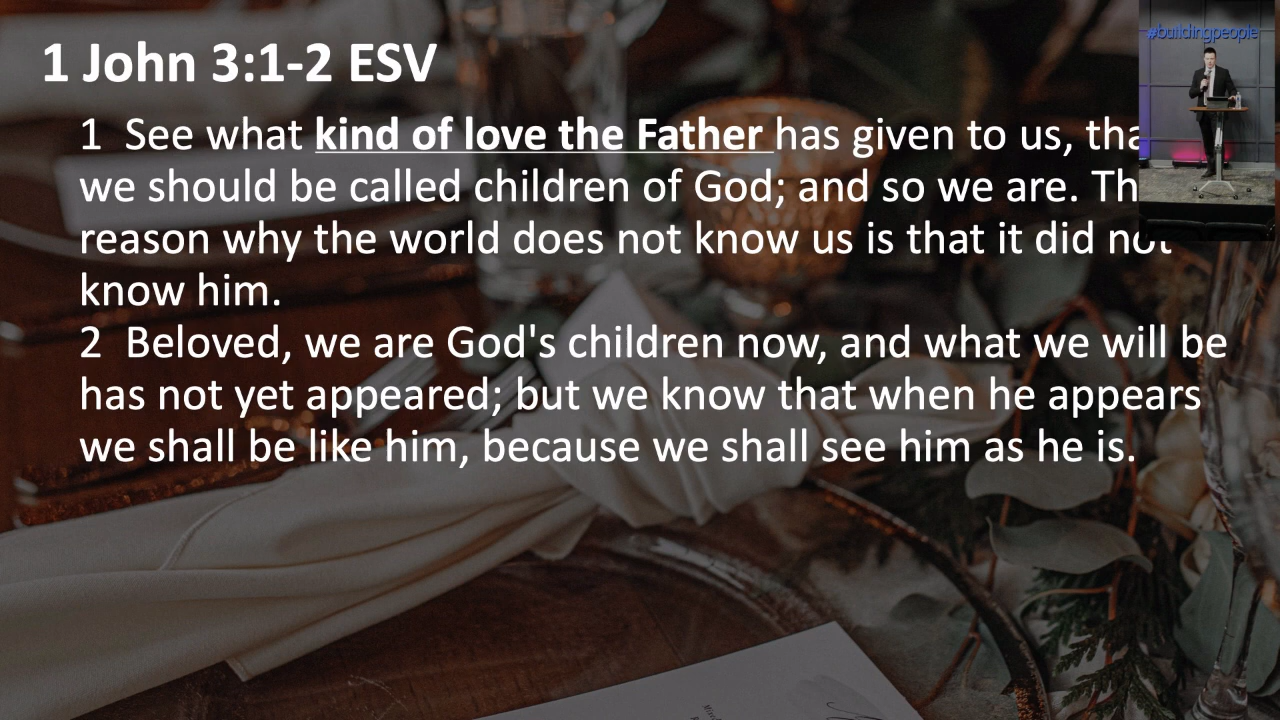 1 John 3:1-2 ESV
#buildingpeople
1 See what kind of love the Father has given to us,
we should be called children of God; and so we are.
reason why the world does not know us is that it did not
know him.
2 Beloved, we are God's children now, and what we will be
has not yet appeared; but we know that when he appears
we shall be like him, because we shall see him as he is.